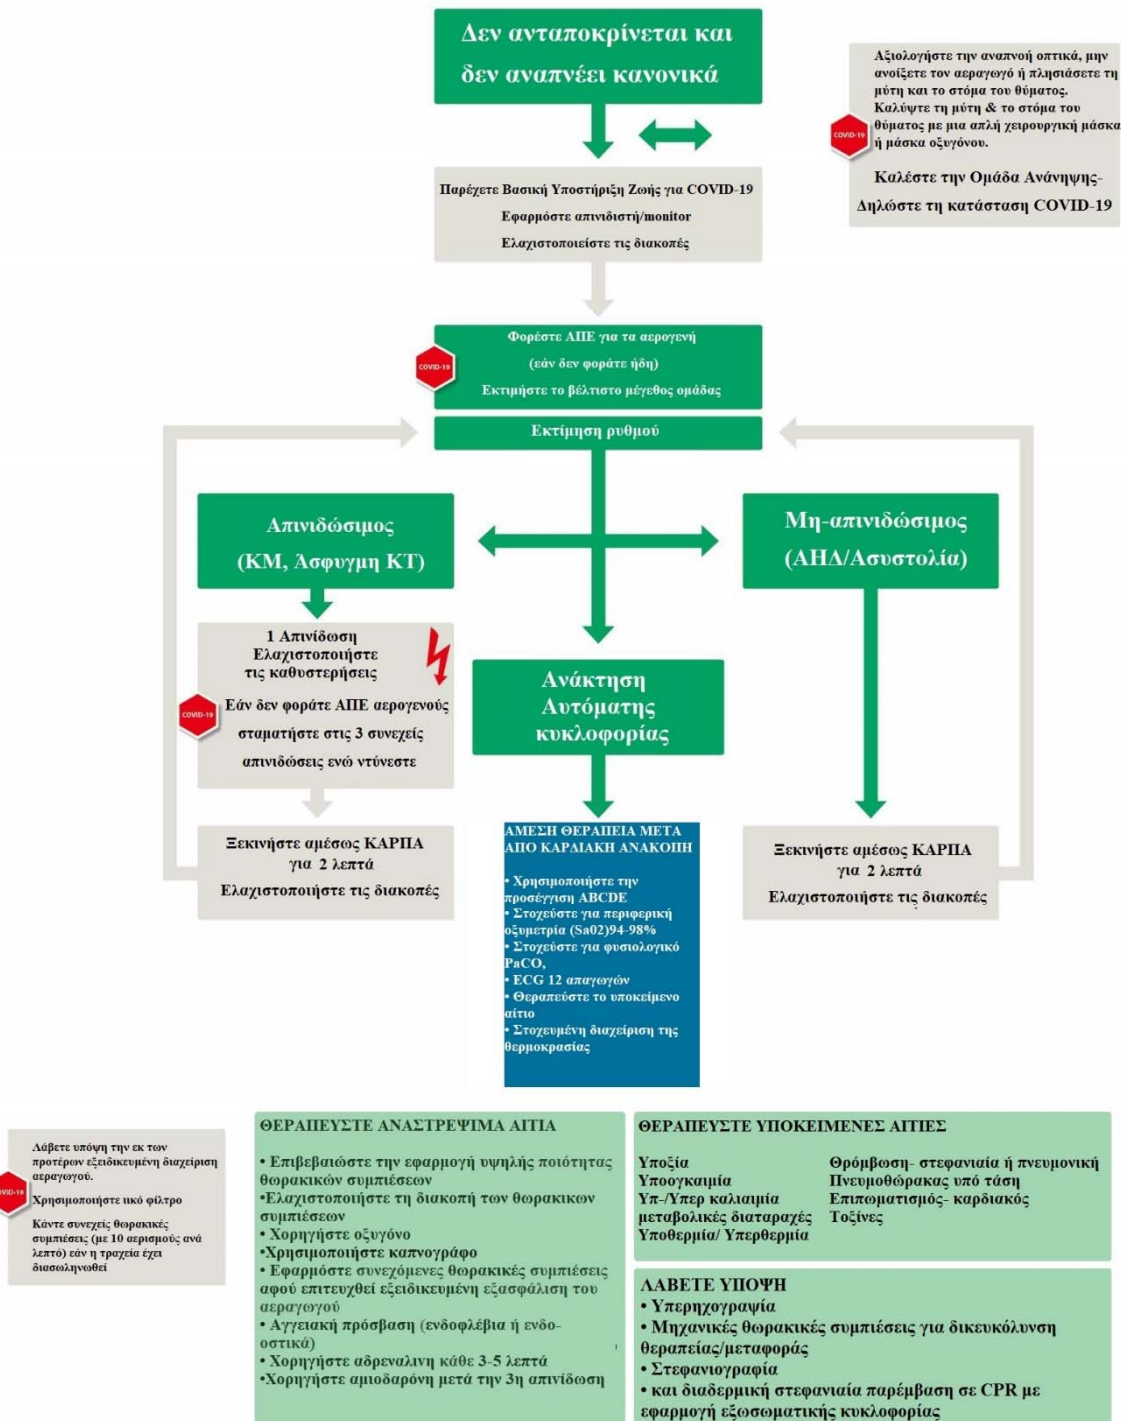 Δεν ανταποκρίνεται και
δεν αναπνέει κανονικά
Αξιολογήστε την αναπνοή οπτικά, μην
ανοίξετε τον αεραγωγό ή πλησιάσετε τη
μύτη και το στόμα του θύματος.
Καλύψτε τη μύτη & το στόμα του
θύματος με μια απλή χειρουργική μάσκα
ή μάσκα οξυγόνου.
COVID-19
Καλέστε την Ομάδα Ανάνηψης-
Δηλώστε τη κατάσταση COVID-19
Παρέχετε Βασική Υποστήριξη Ζωής για COVID-19
Εφαρμόστε απινιδιστή/monitor
Ελαχιστοποιείστε τις διακοπές
Φορέστε ΑΠΕ για τα αερογενή
(εάν δεν φοράτε ήδη)
Εκτιμήστε το βέλτιστο μέγεθος ομάδας
COVID-19
Εκτίμηση ρυθμού
Απινιδώσιμος
(ΚΜ, Άσφυγμη ΚΤ)
Μη-απινιδώσιμος
(ΑΗΔ/Ασυστολία)
1 Απινίδωση
Ελαχιστοποιήστε
τις καθυστερήσεις
COVID-19
Εάν δεν φοράτε ΑΠΕ αερογενούς
σταματήστε στις 3 συνεχείς
απινιδώσεις ενώ ντύνεστε
Ανάκτηση
Αυτόματης
κυκλοφορίας
Ξεκινήστε αμέσως ΚΑΡΠΑ
για 2 λεπτά
Ελαχιστοποιήστε τις διακοπές
ΑΜΕΣΗ ΘΕΡΑΠΕΙΑ ΜΕΤΑ
ΑΠΟ ΚΑΡΔΙΑΚΗ ΑΝΑΚΟΠΗ
• Χρησιμοποιήστε την
προσέγγιση ABCDE
• Στοχεύστε για περιφερική
οξυμετρία (Sa02)94-98%
• Στοχεύστε για φυσιολογικό
PaCO,
• ECG 12 απαγωγών
• Θεραπεύστε το υποκείμενο
αίτιο
• Στοχευμένη διαχείριση της
θερμοκρασίας
Ξεκινήστε αμέσως ΚΑΡΠΑ
για 2 λεπτά
Ελαχιστοποιήστε τις διακοπές
Λάβετε υπόψη την εκ των
προτέρων εξειδικευμένη διαχείριση
αεραγωγού.
Χρησιμοποιήστε ιικό φίλτρο
Κάντε συνεχείς θωρακικές
συμπιέσεις (με 10 αερισμούς ανά
λεπτό) εάν η τραχεία έχει
διασωληνωθεί
ΘΕΡΑΠΕΥΣΤΕ ΑΝΑΣΤΡΕΨΙΜΑ ΑΙΤΙΑ
• Επιβεβαιώστε την εφαρμογή υψηλής ποιότητας
θωρακικών συμπιέσεων
•Ελαχιστοποιήστε τη διακοπή των θωρακικων
συμπιέσεων
• Χορηγήστε οξυγόνο
•Χρησιμοποιήστε καπνογράφο
• Εφαρμόστε συνεχόμενες θωρακικές συμπιέσεις
αφού επιτευχθεί εξειδικευμένη εξασφάλιση του
αεραγωγού
• Αγγειακή πρόσβαση (ενδοφλέβια ή ενδο-
οστικά)
• Χορηγήστε αδρεναλινη κάθε 3-5 λεπτά
•Χορηγήστε αμιοδαρόνη μετά την 3η απινίδωση
ΘΕΡΑΠΕΥΣΤΕ ΥΠΟΚΕΙΜΕΝΕΣ ΑΙΤΙΕΣ
Υποξία
Υποογκαιμία
Υπ-/Υπερ καλιαιμία
μεταβολικές διαταραχές
Υποθερμία/ Υπερθερμία
Θρόμβωση- στεφανιαία ή πνευμονική
Πνευμοθώρακας υπό τάση
Επιπωματισμός- καρδιακός
Τοξίνες
ΛΑΒΕΤΕ ΥΠΟΨΗ
• Υπερηχογραψία
• Μηχανικές θωρακικές συμπιέσεις για δικευκόλυνση
θεραπείας/μεταφοράς
• Στεφανιογραφία
• και διαδερμική στεφανιαία παρέμβαση σε CPR με
εφαρμογή εξωσωματικής κυκλοφορίας